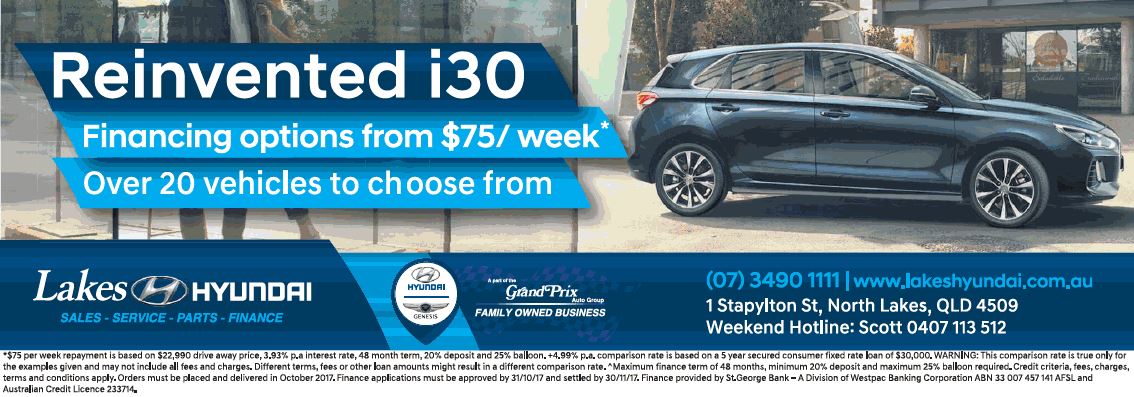 Reinvented i30
Financing options from $75/ week*
Over 20 vehicles to choose from
Lakes HYUNDAI
SALES - SERVICE - PARTS - FINANCE
HYUNDAI
GENESIS
A part of the
Grand Prix
Auto Group
FAMILY OWNED BUSINESS
(07) 3490 1111 | www.lakeshyundai.com.au
1 Stapylton St, North Lakes, QLD 4509
Weekend Hotline: Scott 0407 113 512
*$75 per week repayment is based on $22,990 drive away price, 3.93% p.a interest rate, 48 month term, 20% deposit and 25% balloon. +4.99% p.a. comparison rate is based on a 5 year secured consumer fixed rate loan of $30,000. WARNING: This comparison rate is true only for
the examples given and may not include all fees and charges. Different terms, fees or other loan amounts might result in a different comparison rate. ^Maximum finance term of 48 months, minimum 20% deposit and maximum 25% balloon required. Credit criteria, fees, charges,
terms and conditions apply. Orders must be placed and delivered in October 2017. Finance applications must be approved by 31/10/17 and settled by 30/11/17. Finance provided by St.George Bank – A Division of Westpac Banking Corporation ABN 33 007 457 141 AFSL and
Australian Credit Licence 233714.